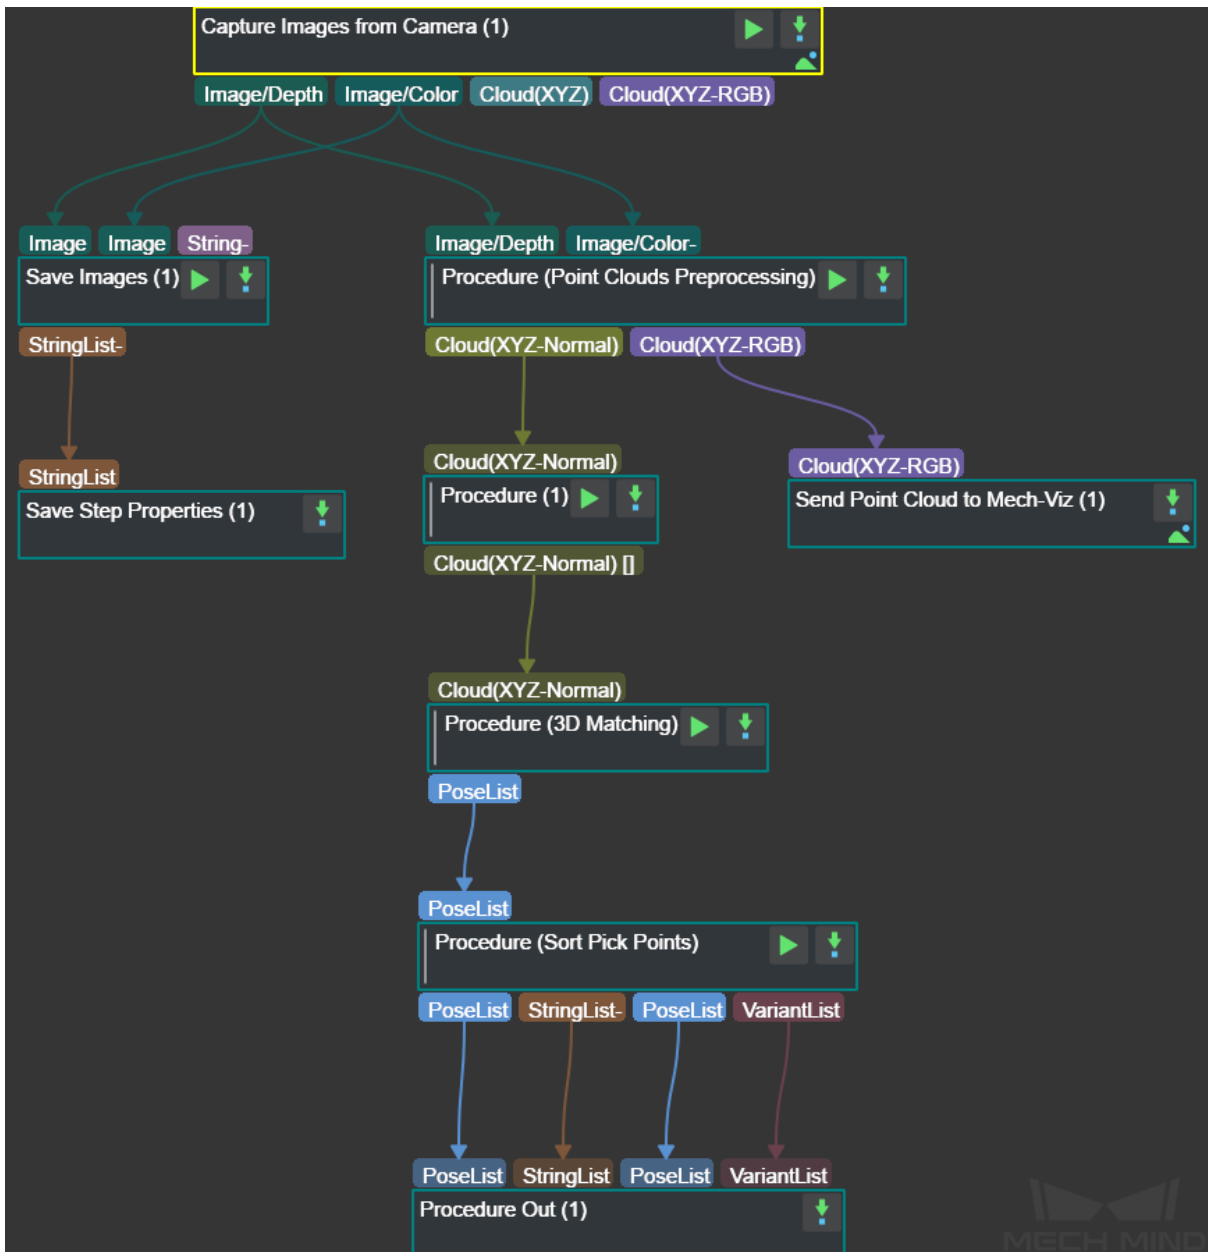 Capture Images from Camera (1)
Image/Depth Image/Color Cloud(XYZ) Cloud(XYZ-RGB)
Image Image String-
Save Images (1)
StringList-
StringList
Save Step Properties (1)
Image/Depth Image/Color-
Procedure (Point Clouds Preprocessing)
Cloud(XYZ-Normal) Cloud(XYZ-RGB)
Cloud(XYZ-Normal)
Procedure (1)
Cloud(XYZ-Normal) []
Cloud(XYZ-RGB)
Send Point Cloud to Mech-Viz (1)
Cloud(XYZ-Normal)
Procedure (3D Matching)
PoseList
PoseList
Procedure (Sort Pick Points)
PoseList StringList- PoseList VariantList
PoseList StringList PoseList VariantList
Procedure Out (1)
MECH MIND